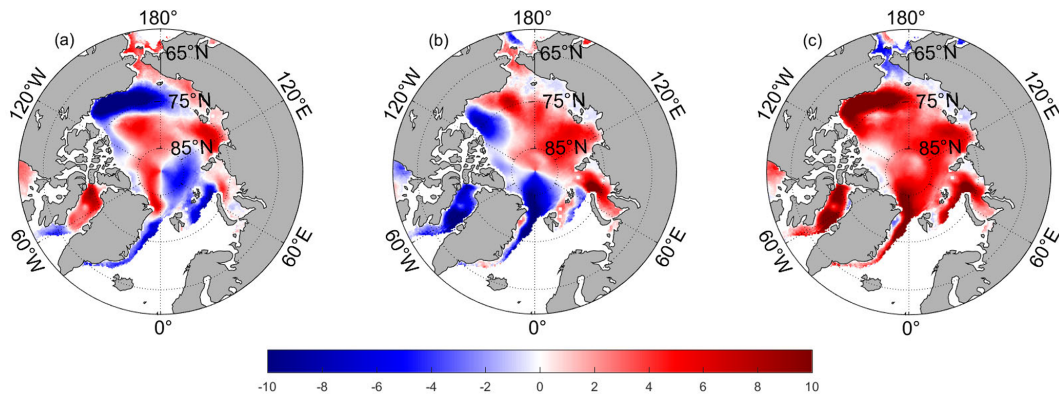 180° 180° 180°
(a) (b) (c)
65°N 65°N 65°N
120°W 120°E 120°W 120°E 120°W 120°E
75°N 75°N 75°N
85°N 85°N 85°N
60°W 60°E 60°W 60°E 60°W 60°E
0° 0° 0°
-10 -8 -6 -4 -2 0 2 4 6 8 10